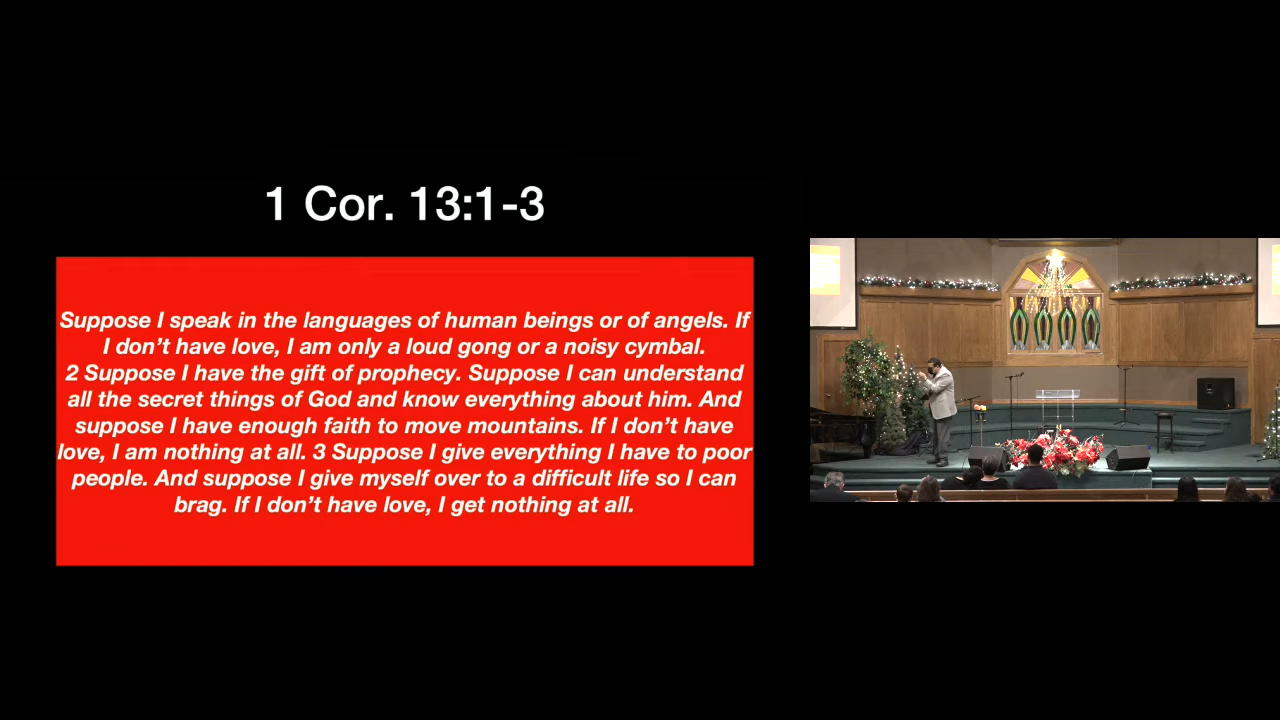 1 Cor. 13:1-3
Suppose I speak in the languages of human beings or of angels. If
I don’t have love, I am only a loud gong or a noisy cymbal.
2 Suppose I have the gift of prophecy. Suppose I can understand
all the secret things of God and know everything about him. And
suppose I have enough faith to move mountains. If I don’t have
love, I am nothing at all. 3 Suppose I give everything I have to poor
people. And suppose I give myself over to a difficult life so I can
brag. If I don’t have love, I get nothing at all.